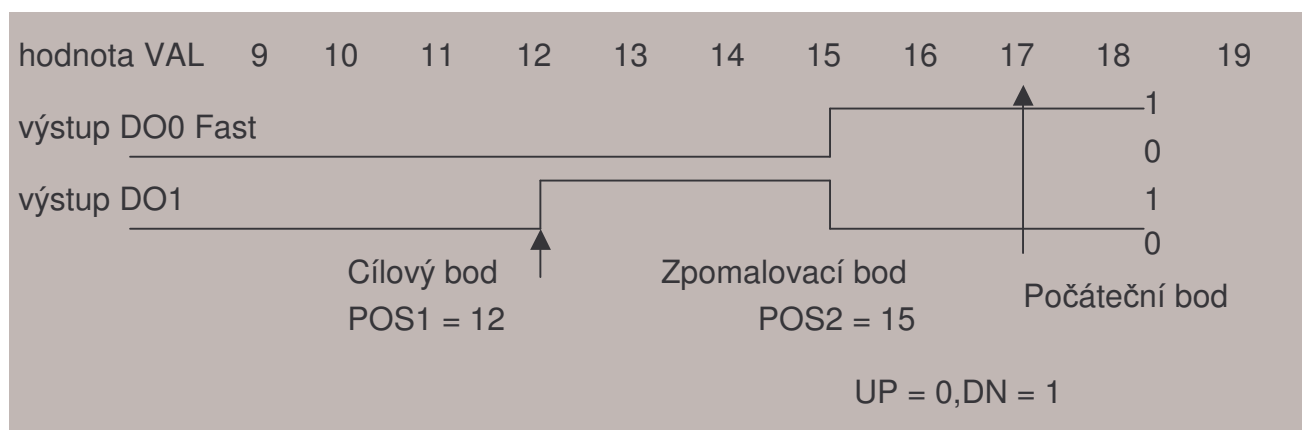 hodnota VAL 9 10 11 12 13 14 15 16 17 18 19
1
výstup DO0 Fast
0
výstup DO1 1
0
Cílový bod Zpomalovací bod
Počáteční bod
POS1 = 12 POS2 = 15
UP = 0,DN = 1